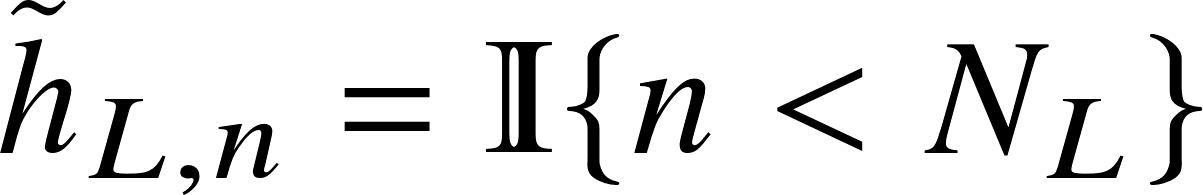 h̃_{L,n} = 𝕀{n < N_L}